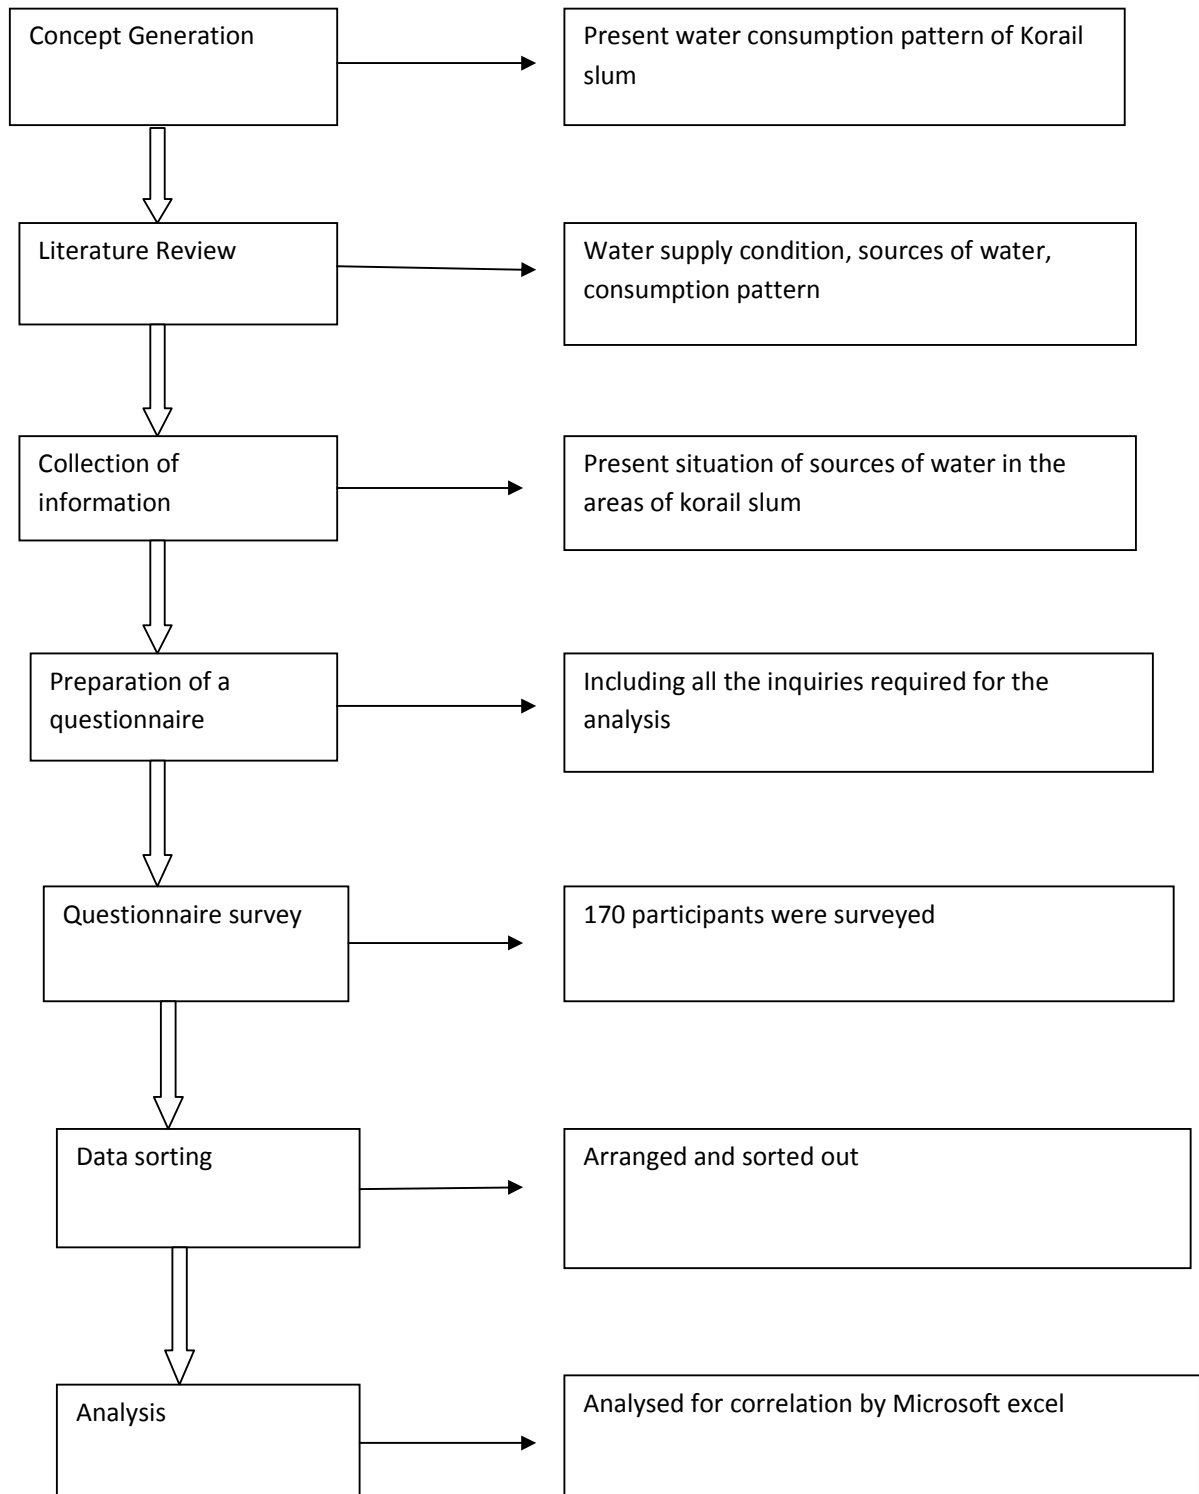 Concept Generation
Present water consumption pattern of Korail
slum
Literature Review
Water supply condition, sources of water,
consumption pattern
Collection of
information
Present situation of sources of water in the
areas of korail slum
Preparation of a
questionnaire
Including all the inquiries required for the
analysis
Questionnaire survey
170 participants were surveyed
Data sorting
Arranged and sorted out
Analysis
Analysed for correlation by Microsoft excel